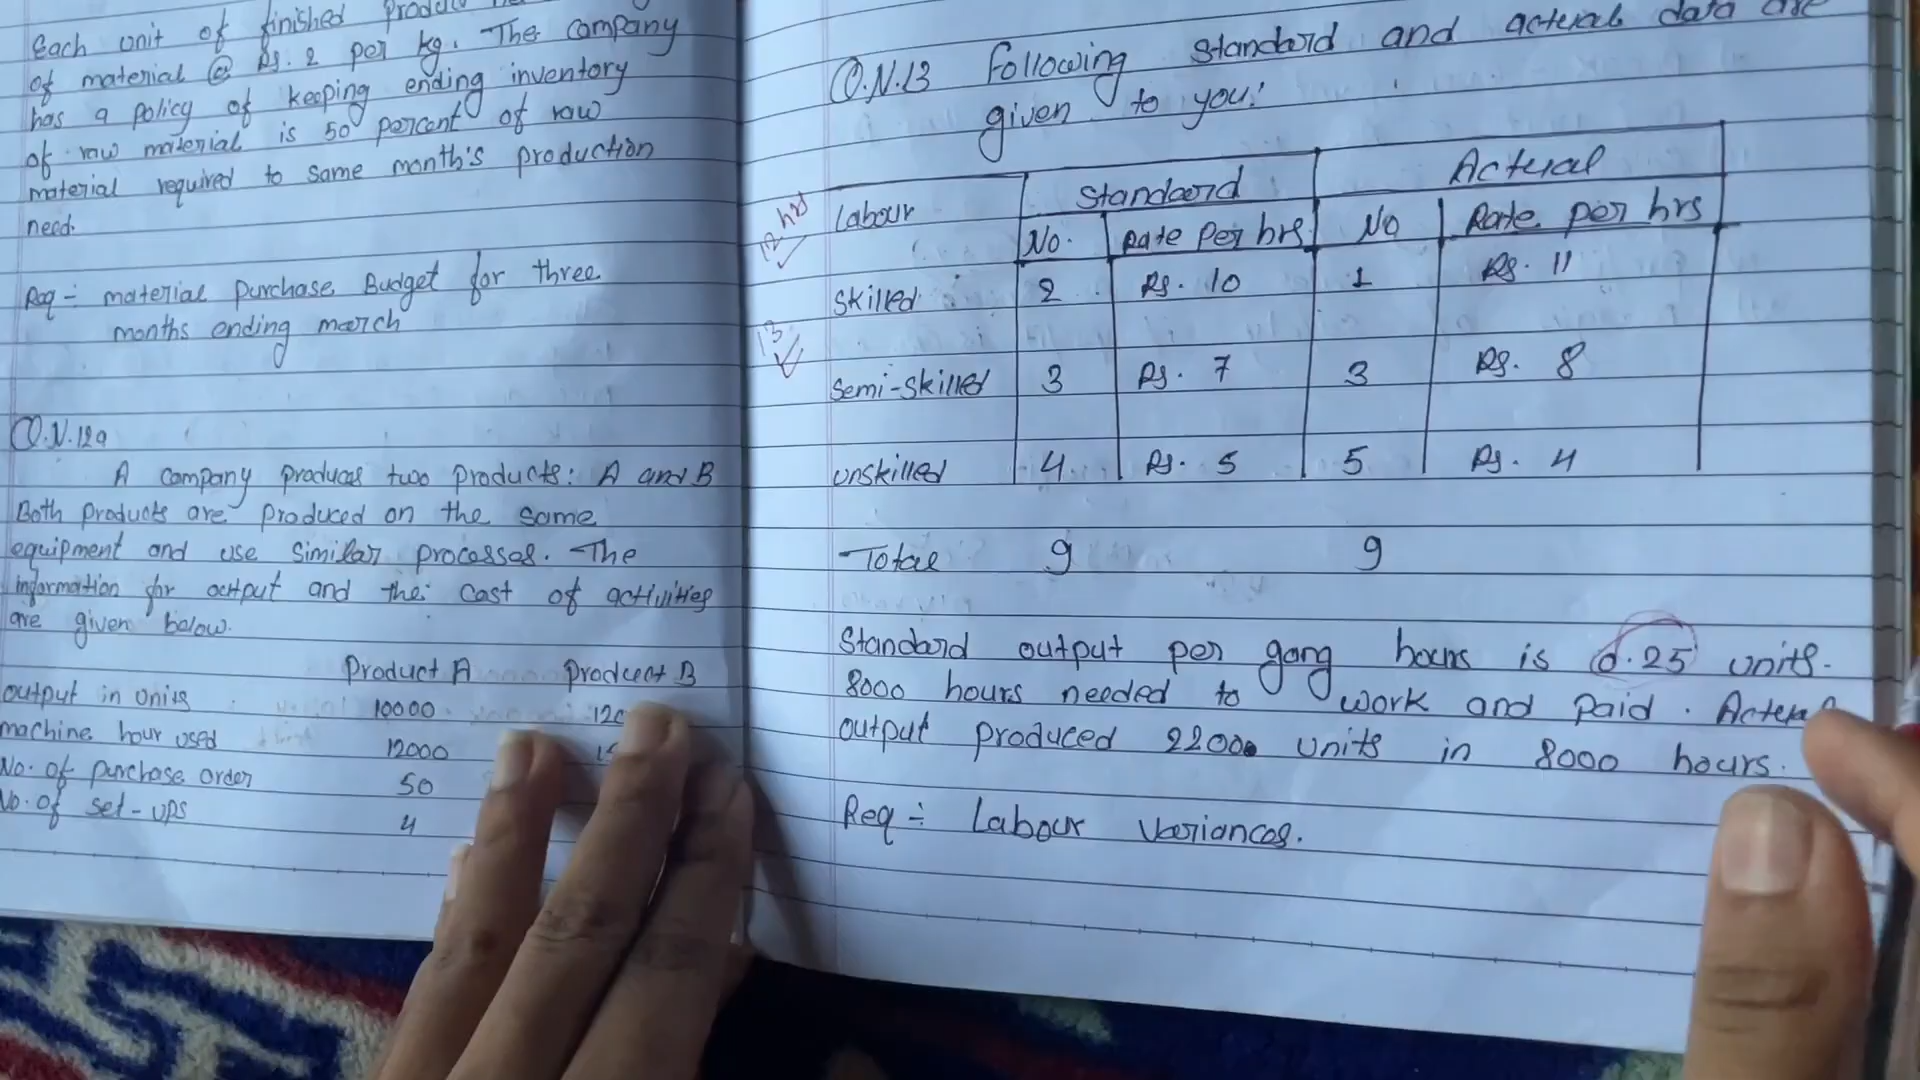 Each unit of finished
of material @ Rs. 2 per kg. The company
has a policy of keeping ending inventory
of raw material is 50 percent of raw
material required to same month's production
need.
Req ÷ material purchase Budget for three
months ending march
Q.N.12a
A company produces two products: A and B
Both products are produced on the same
equipment and use similar processes. The
information for output and the cost of activities
are given below.
Product A Product B
output in units 10000
machine hour used 12000
No. of purchase order 50
No. of set-ups 4
Q.N.13 Following standard and actual data are
given to you:
12 hrs
13
Labour Standard Actual
No. Rate per hrs No Rate per hrs
Skilled 2 Rs. 10 1 Rs. 11
Semi-skilled 3 Rs. 7 3 Rs. 8
Unskilled 4 Rs. 5 5 Rs. 4
Total 9 9
Standard output per gang hours is 0.25 units.
8000 hours needed to work and paid. Actual
output produced 22000 units in 8000 hours.
Req ÷ Labour Variances.